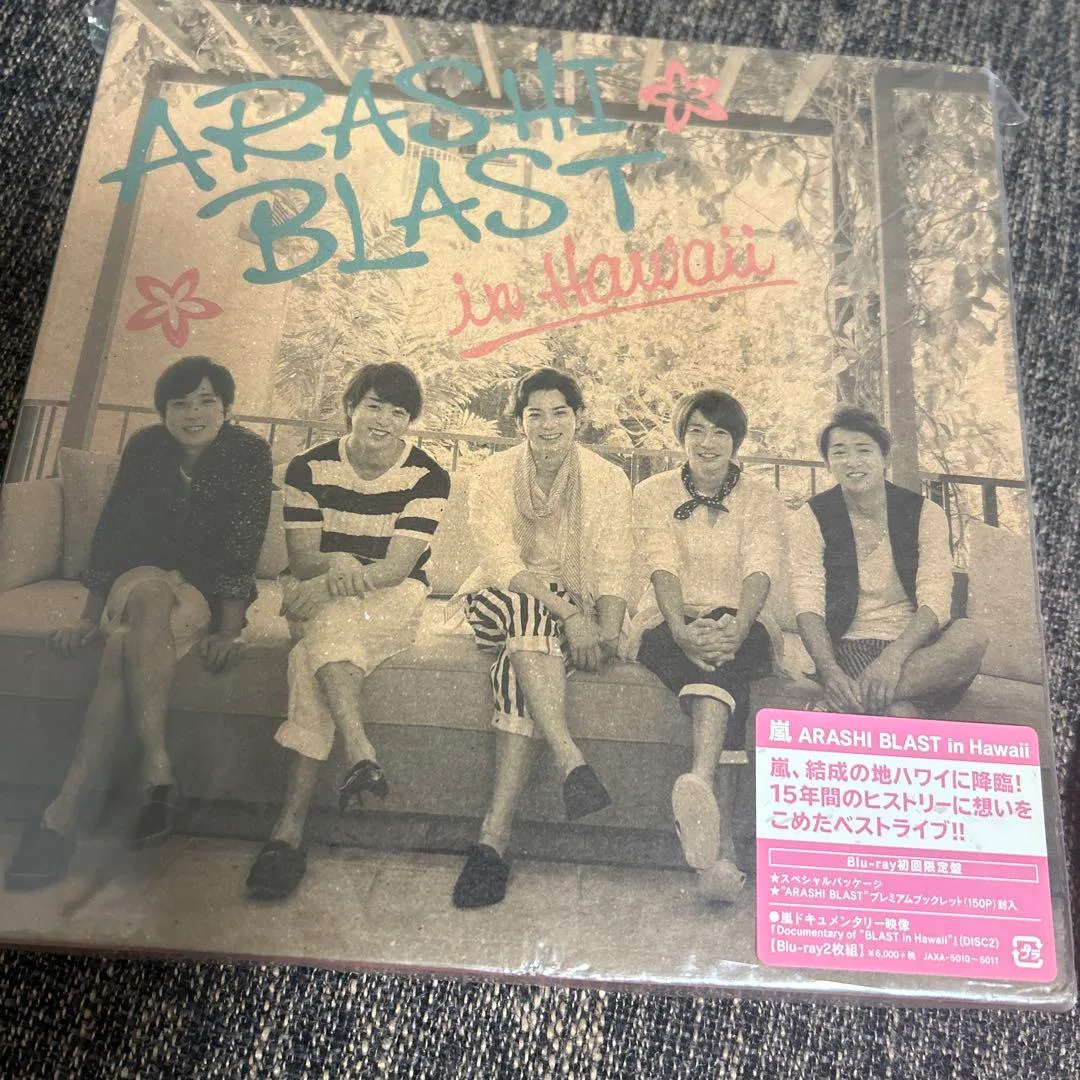 ARASHI
BLAST
in Hawaii
嵐 ARASHI BLAST in Hawaii
嵐、結成の地ハワイに降臨!
15年間のヒストリーに想いを
こめたベストライブ!!
Blu-ray初回限定盤
★スペシャルパッケージ
★"ARASHI BLAST"プレミアムブックレット(150P)封入
●嵐ドキュメンタリー映像
『Documentary of "BLAST in Hawaii"』(DISC2)
【Blu-ray2枚組】 ¥6,000+税 JAXA-5010~5011
プラ